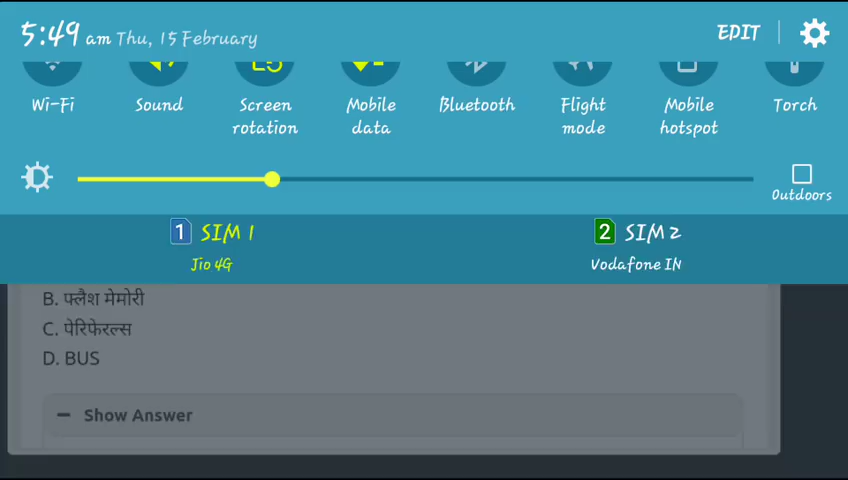 5:49 am Thu, 15 February EDIT
Wi-Fi Sound Screen rotation Mobile data Bluetooth Flight mode Mobile hotspot Torch
Outdoors
1 SIM 1 2 SIM 2
Jio 4G Vodafone IN
B. फ्लैश मेमोरी
C. पेरिफेरल्स
D. BUS
Show Answer